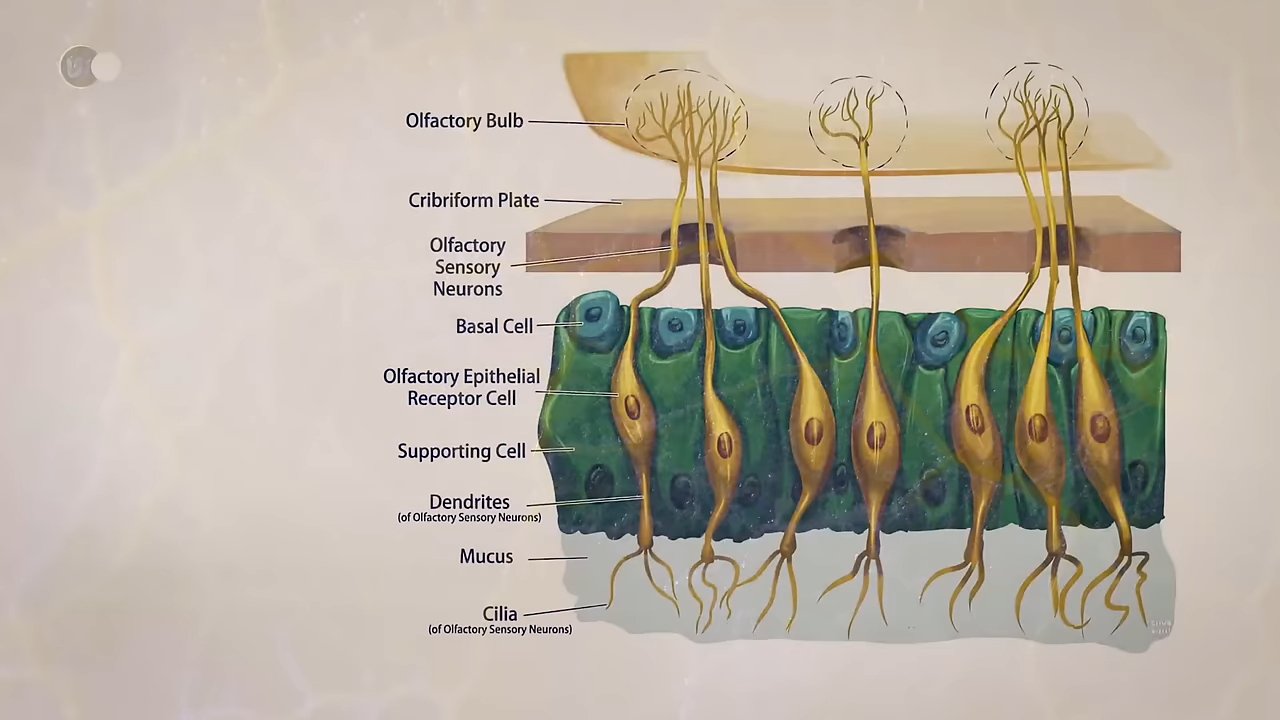 Olfactory Bulb
Cribriform Plate
Olfactory
Sensory
Neurons
Basal Cell
Olfactory Epithelial
Receptor Cell
Supporting Cell
Dendrites
(of Olfactory Sensory Neurons)
Mucus
Cilia
(of Olfactory Sensory Neurons)